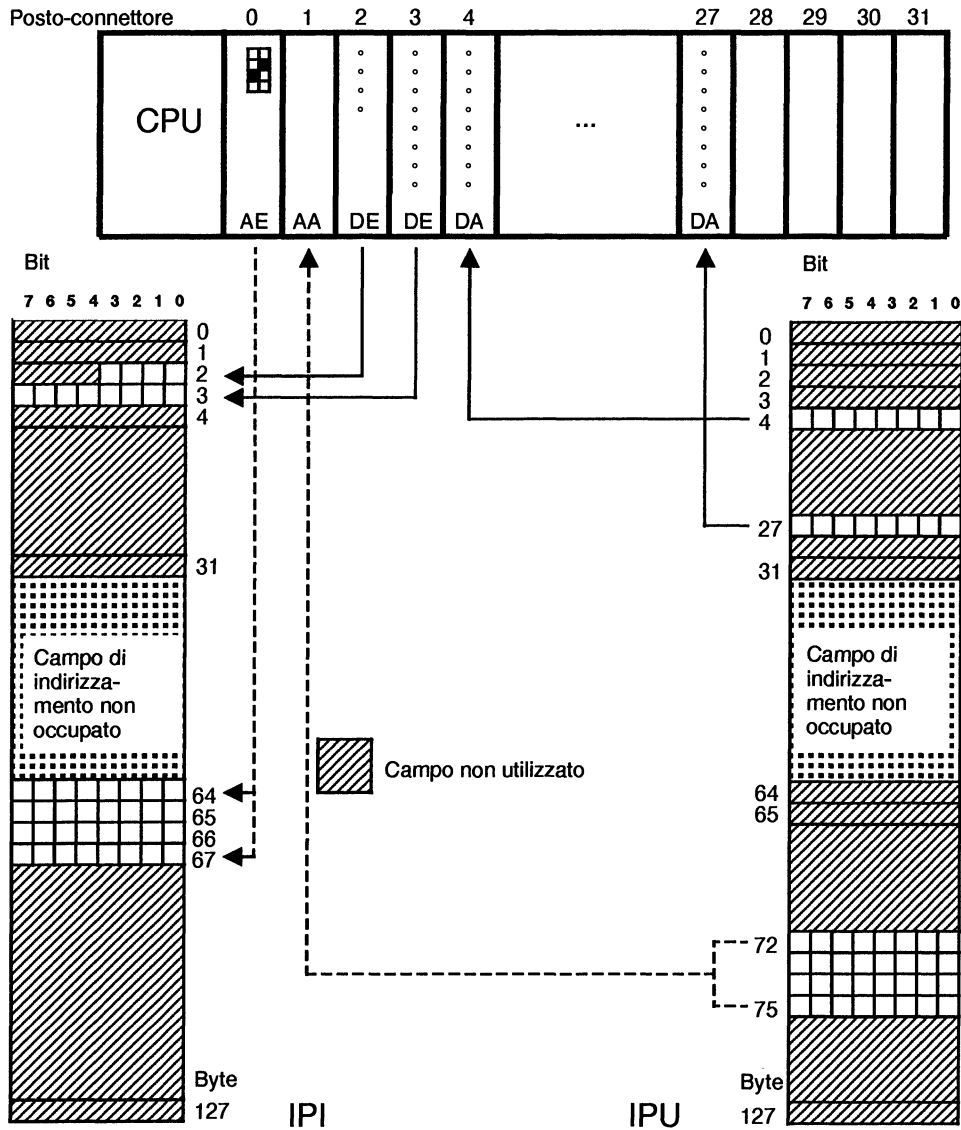 Posto-connettore 0 1 2 3 4 27 28 29 30 31
CPU ...
AE AA DE DE DA DA
Bit
7 6 5 4 3 2 1 0
0
1
2
3
4
31
Campo di
indirizza-
mento non
occupato
64
65
66
67
Byte
127
IPI
Campo non utilizzato
Bit
7 6 5 4 3 2 1 0
0
1
2
3
4
27
31
Campo di
indirizza-
mento non
occupato
64
65
72
75
Byte
127
IPU